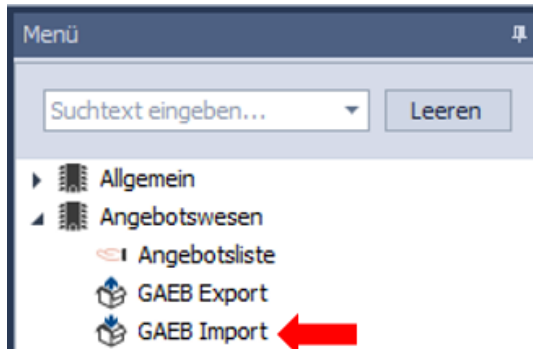 Menü
Suchtext eingeben... Leeren
Allgemein
Angebotswesen
Angebotsliste
GAEB Export
GAEB Import